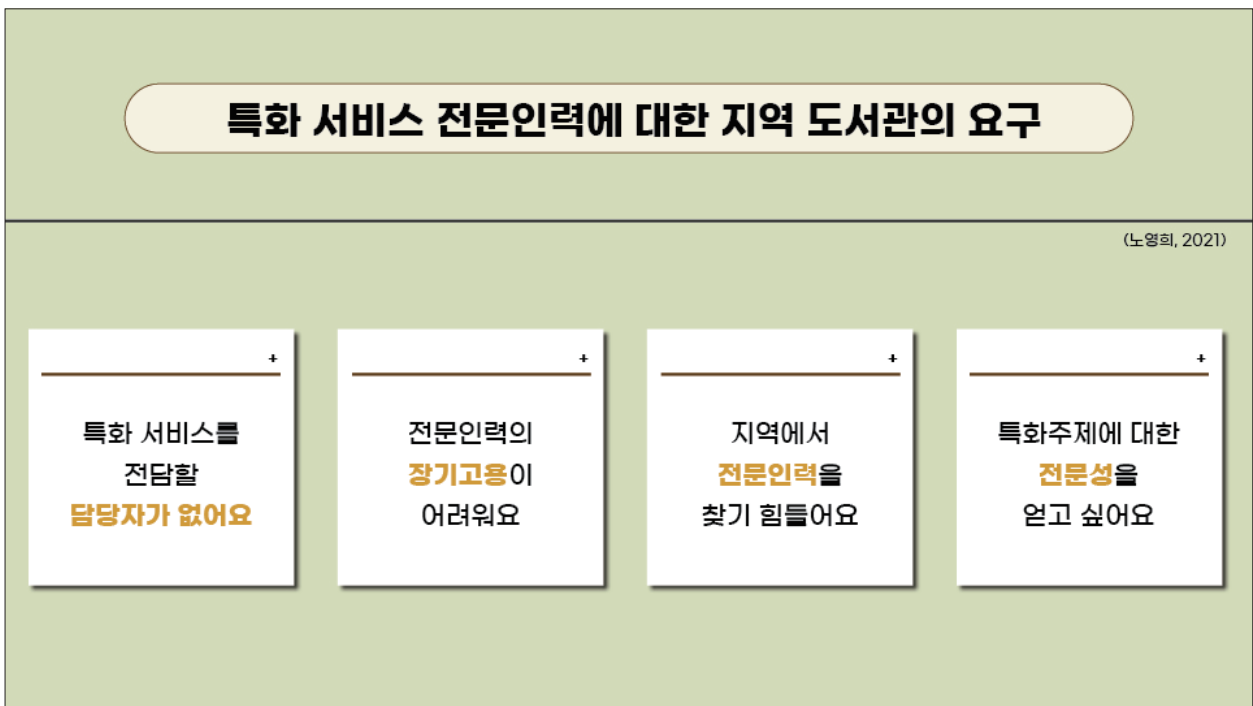 특화 서비스 전문인력에 대한 지역 도서관의 요구
(노영희, 2021)
+
특화 서비스를
전담할
담당자가 없어요
+
전문인력의
장기고용이
어려워요
+
지역에서
전문인력을
찾기 힘들어요
+
특화주제에 대한
전문성을
얻고 싶어요